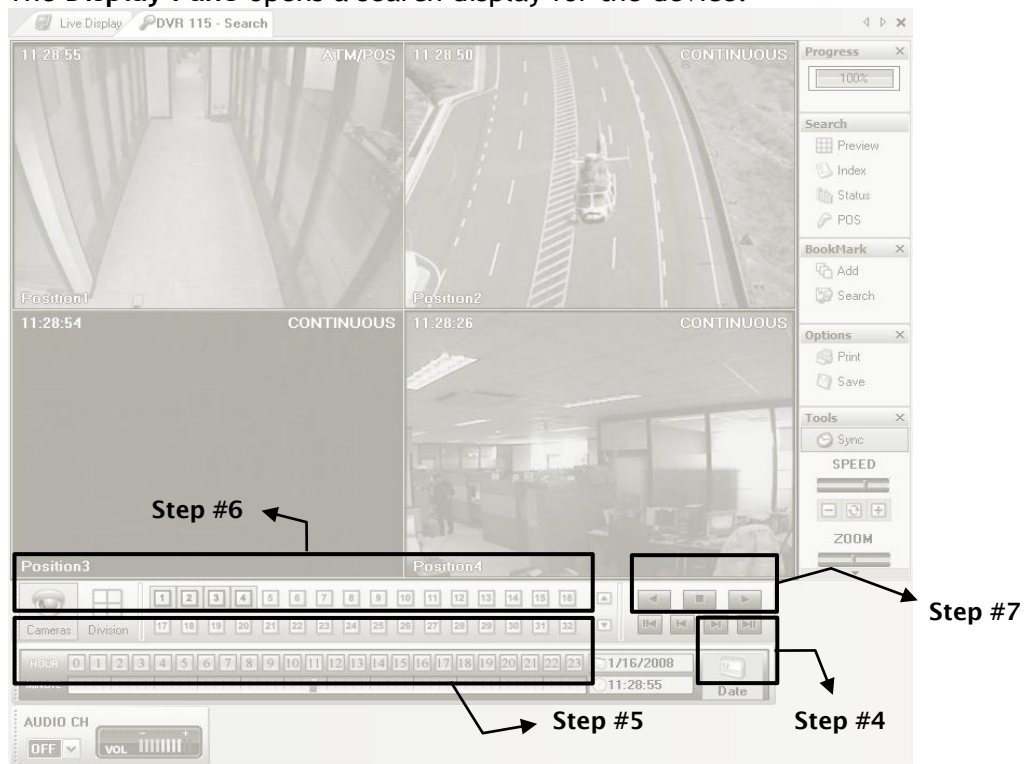 The Display Pane opens a search display for the device.
Live Display DVR 115 - Search
11:28:55 ATM/POS
Position1
11:28:50 CONTINUOUS
Position2
11:28:54 CONTINUOUS
Position3
11:28:26 CONTINUOUS
Position4
Progress
100%
Search
Preview
Index
Status
POS
BookMark
Add
Search
Options
Print
Save
Tools
Sync
SPEED
ZOOM
Step #6
Step #7
Cameras Division
1 2 3 4 5 6 7 8 9 10 11 12 13 14 15 16
17 18 19 20 21 22 23 24 25 26 27 28 29 30 31 32
HOUR 0 1 2 3 4 5 6 7 8 9 10 11 12 13 14 15 16 17 18 19 20 21 22 23 1/16/2008
MINUTE 11:28:55 Date
Step #5
Step #4
AUDIO CH
OFF VOL - +